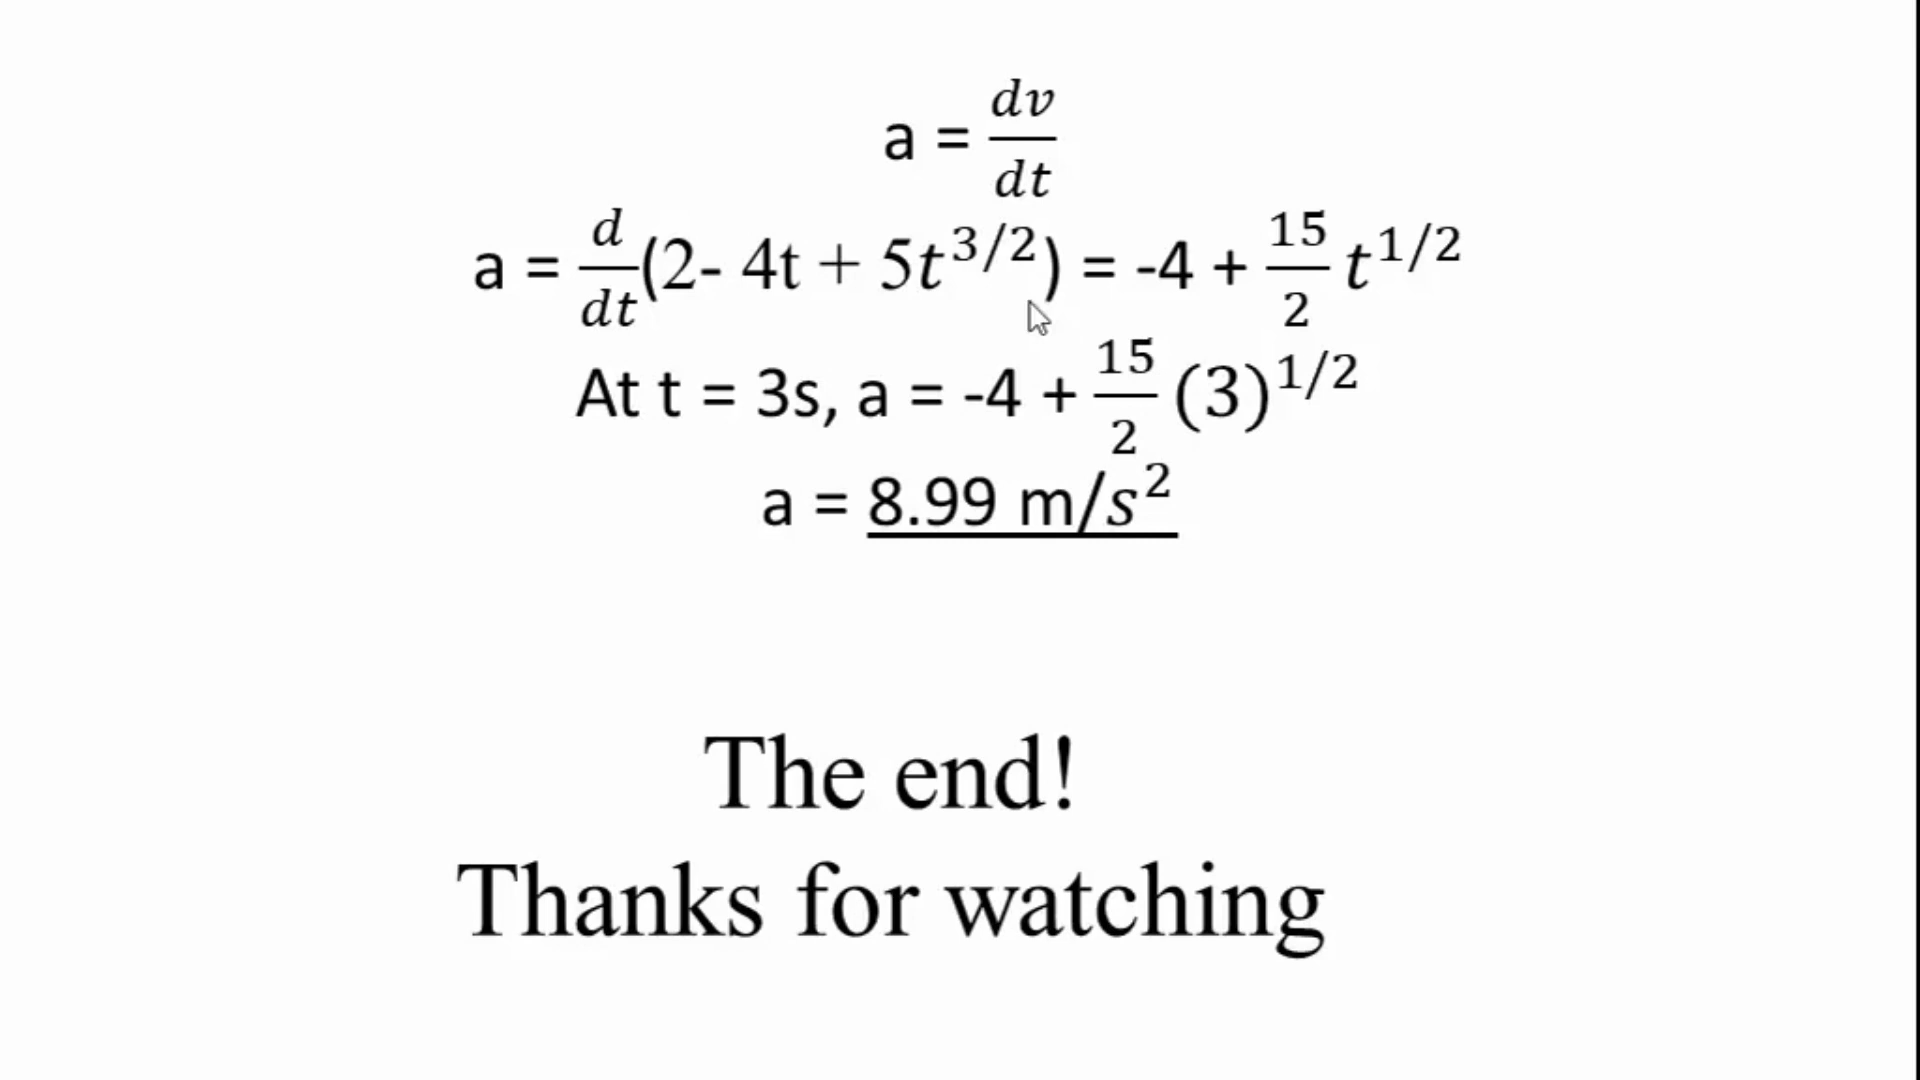 a = dv/dt
a = d/dt(2- 4t + 5t^3/2) = -4 + 15/2 t^1/2
At t = 3s, a = -4 + 15/2 (3)^1/2
a = 8.99 m/s^2
The end!
Thanks for watching